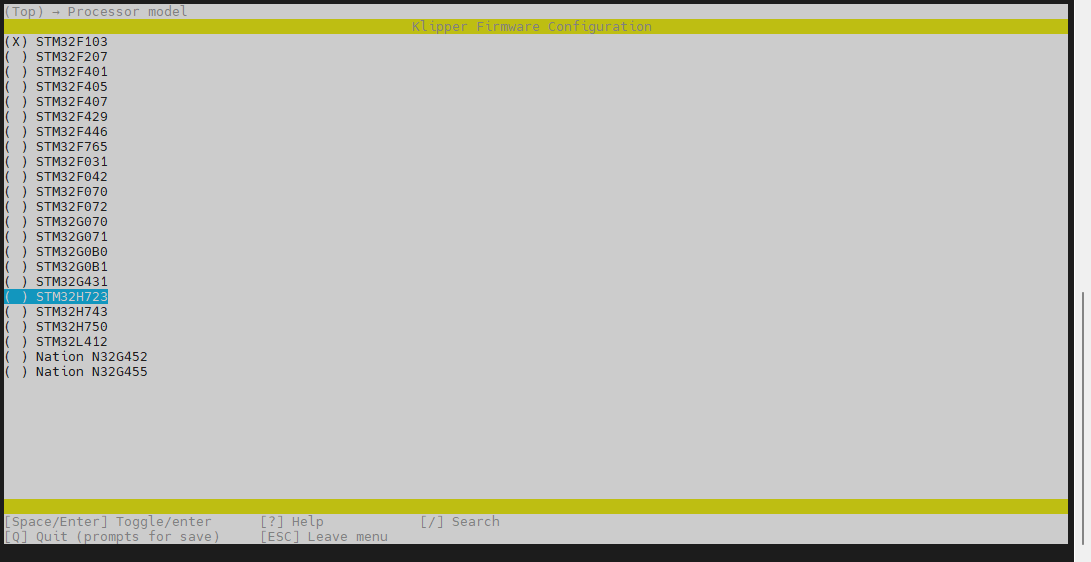 (Top) → Processor model
Klipper Firmware Configuration
(X) STM32F103
( ) STM32F207
( ) STM32F401
( ) STM32F405
( ) STM32F407
( ) STM32F429
( ) STM32F446
( ) STM32F765
( ) STM32F031
( ) STM32F042
( ) STM32F070
( ) STM32F072
( ) STM32G070
( ) STM32G071
( ) STM32G0B0
( ) STM32G0B1
( ) STM32G431
( ) STM32H723
( ) STM32H743
( ) STM32H750
( ) STM32L412
( ) Nation N32G452
( ) Nation N32G455
[Space/Enter] Toggle/enter [?] Help [/] Search
[Q] Quit (prompts for save) [ESC] Leave menu